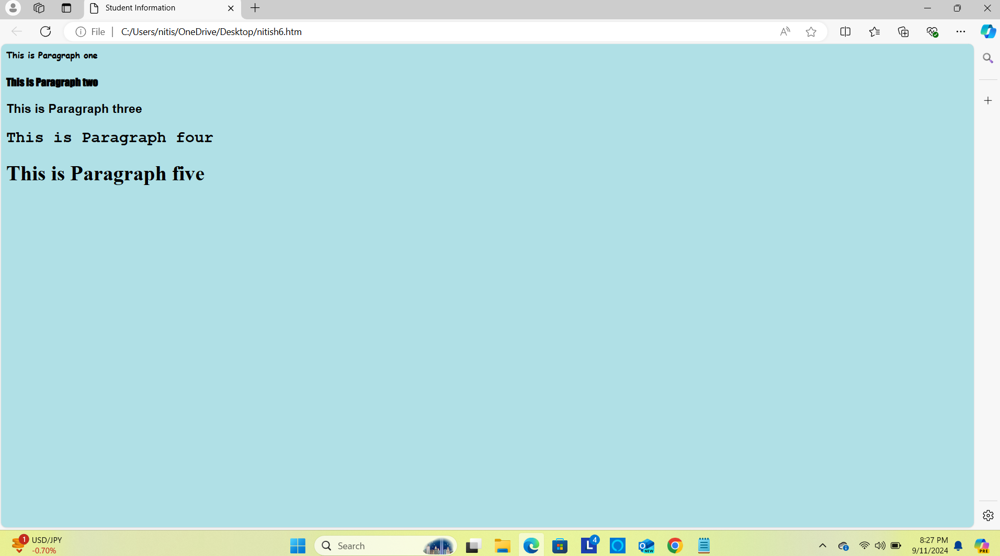 Student Information
File
C:/Users/nitis/OneDrive/Desktop/nitish6.htm
This is Paragraph one
This is Paragraph two
This is Paragraph three
This is Paragraph four
This is Paragraph five
1
USD/JPY
-0.70%
Search
L
4
O
NEW
8:27 PM
9/11/2024
PRE